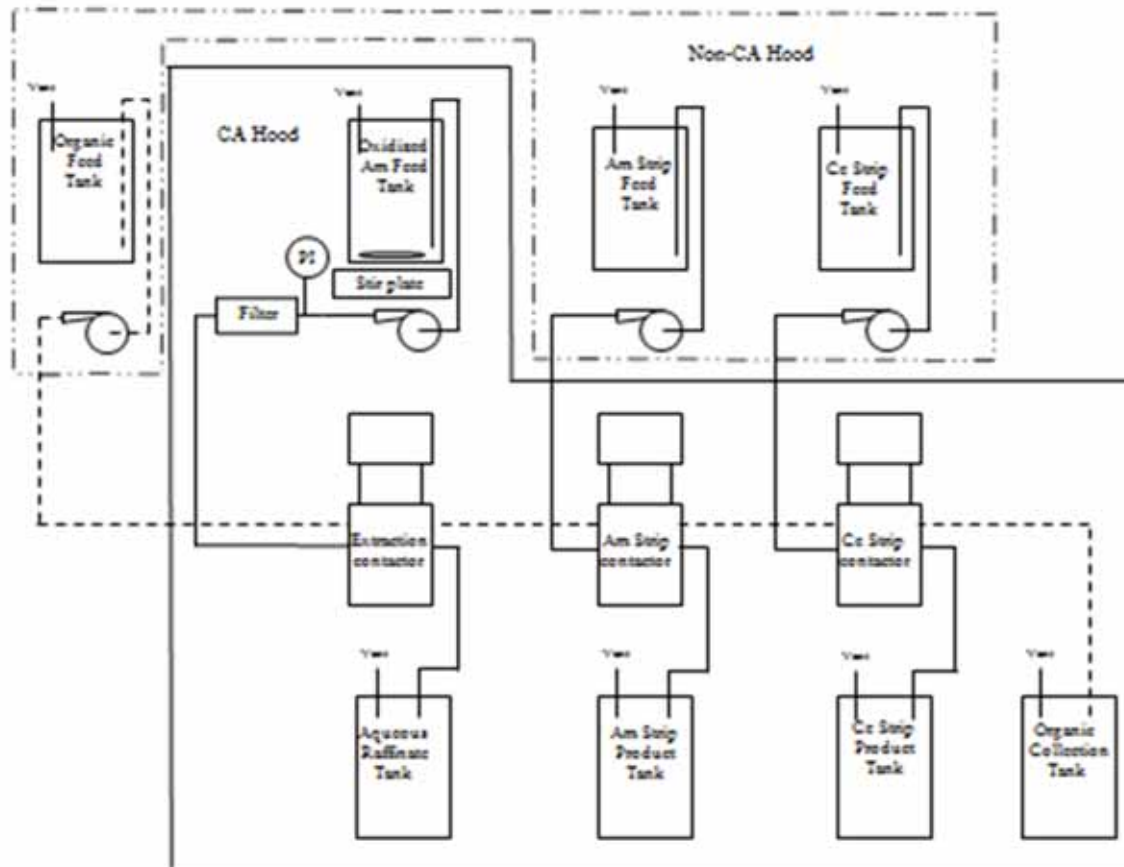 Non-CA Hood
Vent
Organic
Feed
Tank
CA Hood
Vent
Oxidized
Am Feed
Tank
Vent
Am Strip
Feed
Tank
Vent
Ce Strip
Feed
Tank
PI
Stir plate
Filter
Extraction
contactor
Am Strip
contactor
Ce Strip
contactor
Vent
Aqueous
Raffinate
Tank
Vent
Am Strip
Product
Tank
Vent
Ce Strip
Product
Tank
Vent
Organic
Collection
Tank